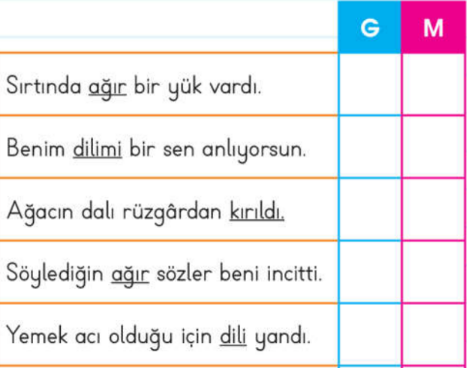 G M
Sırtında ağır bir yük vardı.
Benim dilimi bir sen anlıyorsun.
Ağacın dalı rüzgârdan kırıldı.
Söylediğin ağır sözler beni incitti.
Yemek acı olduğu için dili yandı.